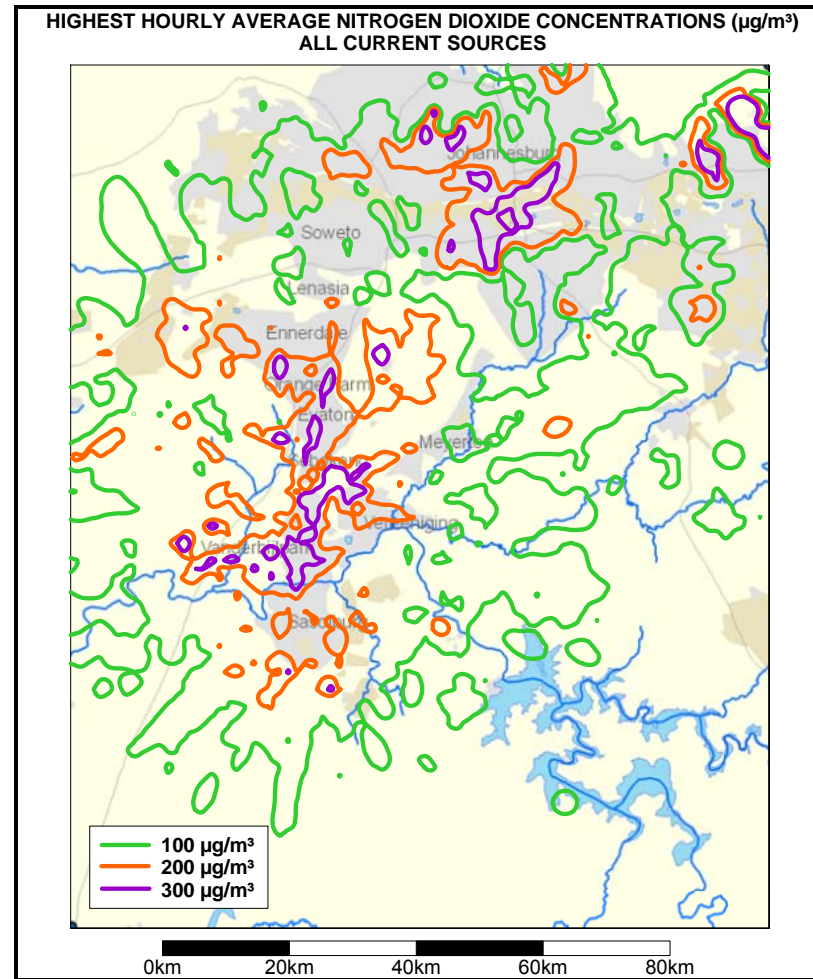 HIGHEST HOURLY AVERAGE NITROGEN DIOXIDE CONCENTRATIONS (µg/m³)
ALL CURRENT SOURCES
Johannesburg
Soweto
Lenasia
Ennerdale
Orange Farm
Evaton
Meyerton
Sebokeng
Vereeniging
Vanderbijlpark
Sasolburg
100 µg/m³
200 µg/m³
300 µg/m³
0km 20km 40km 60km 80km